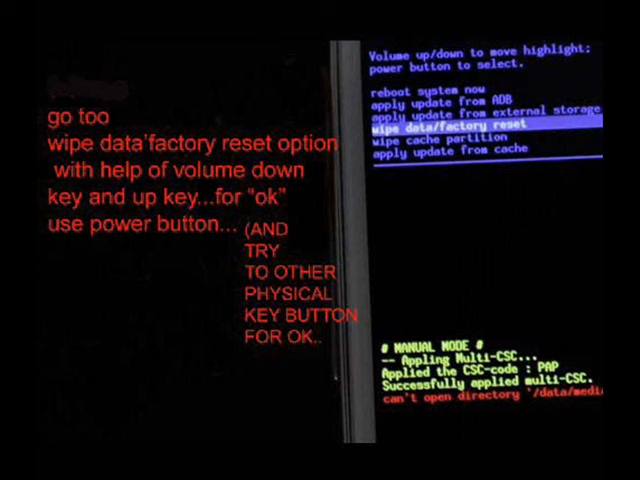 go too
wipe data'factory reset option
with help of volume down
key and up key...for “ok”
use power button...
(AND
TRY
TO OTHER
PHYSICAL
KEY BUTTON
FOR OK..
Volume up/down to move highlight;
power button to select.
reboot system now
apply update from ADB
apply update from external storage
wipe data/factory reset
wipe cache partition
apply update from cache
# MANUAL MODE #
-- Appling Multi-CSC...
Applied the CSC-code : PAP
Successfully applied multi-CSC.
can't open directory '/data/medi